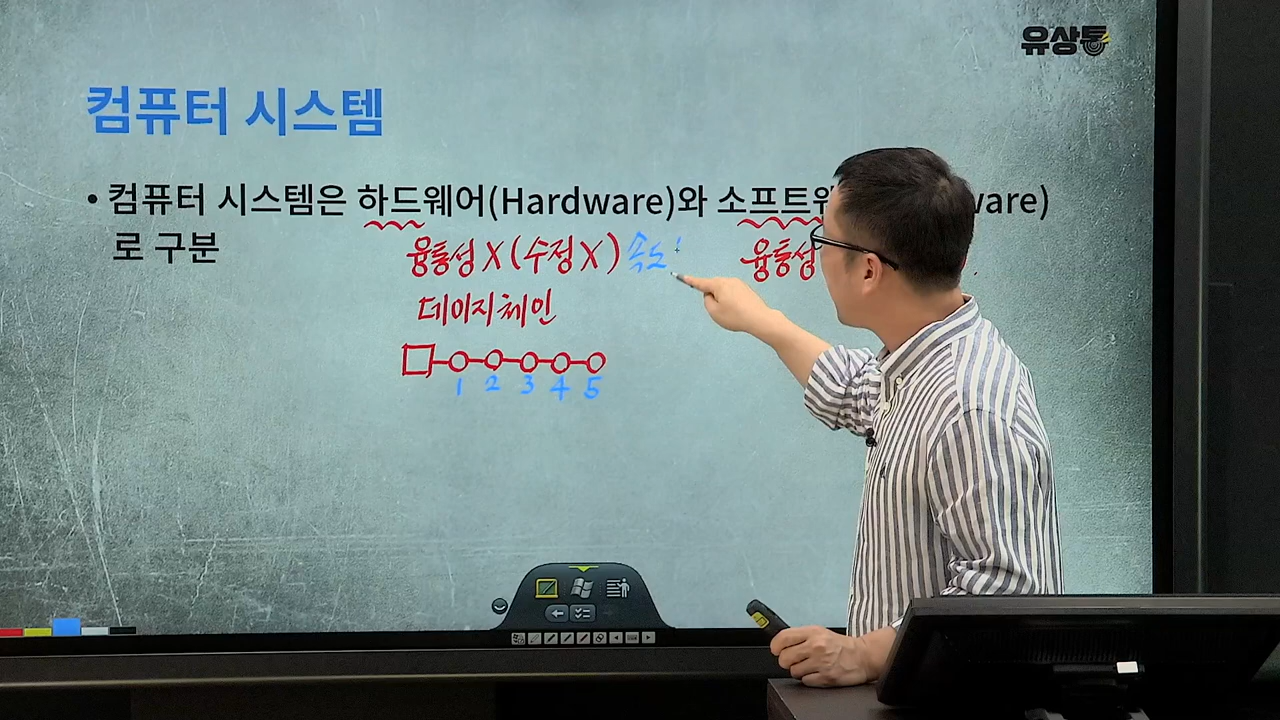 유상통
컴퓨터 시스템
• 컴퓨터 시스템은 하드웨어(Hardware)와 소프트웨 ware)
로 구분
융통성 X (수정 X) 속도 융통성
데이지체인
1 2 3 4 5